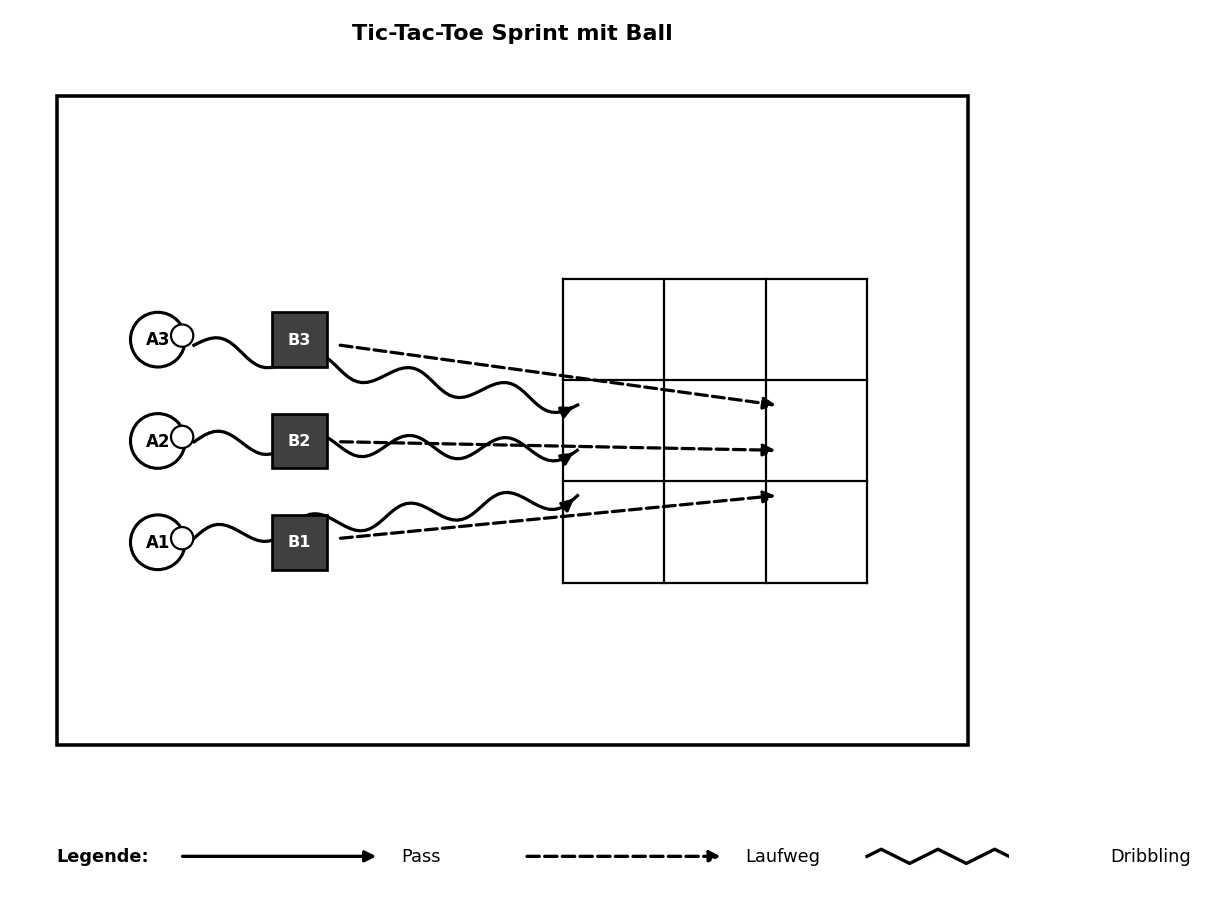 Tic-Tac-Toe Sprint mit Ball
A3 B3
A2 B2
A1 B1
Legende: Pass Laufweg Dribbling